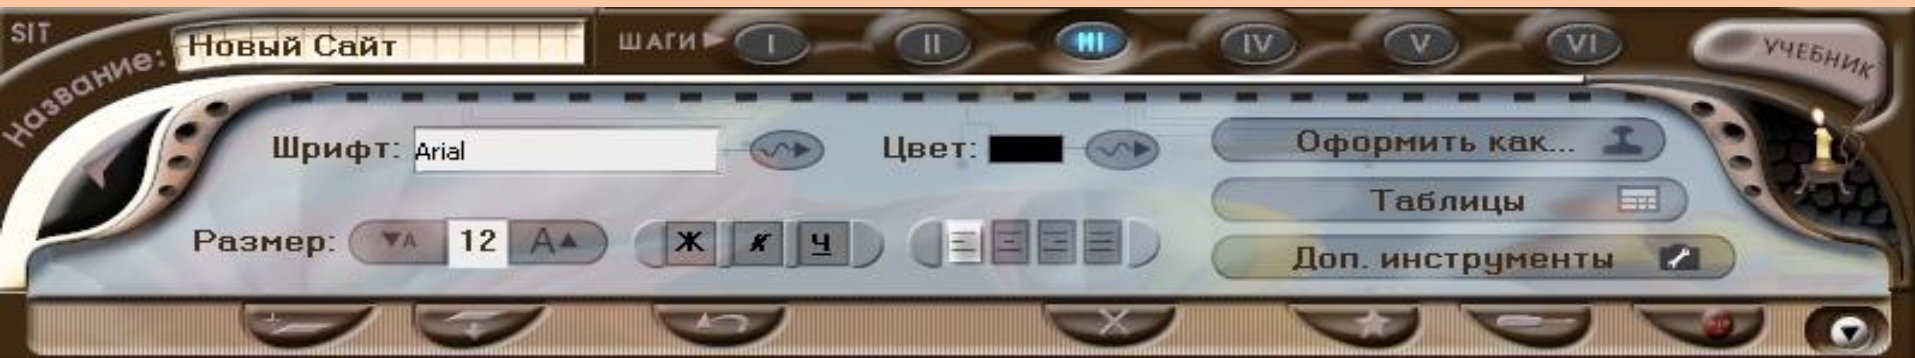 SIT
Название: Новый Сайт
ШАГИ I II III IV V VI
УЧЕБНИК
Шрифт: Arial
Цвет:
Оформить как...
Таблицы
Размер: A 12 A
Ж К Ч
Доп. инструменты